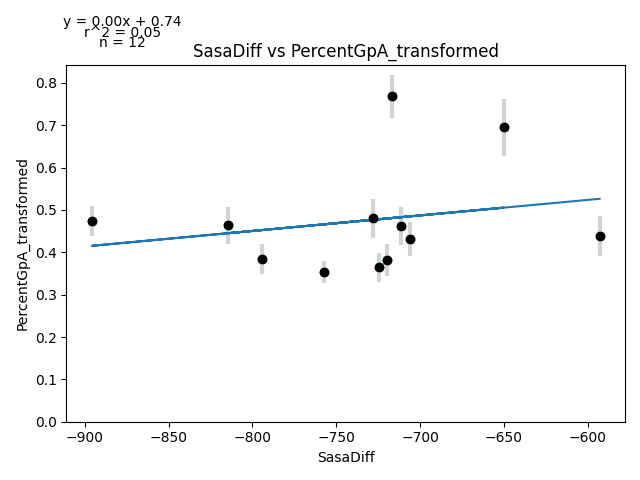 y = 0.00x + 0.74
r^2 = 0.05
n = 12
SasaDiff vs PercentGpA_transformed
0.8
0.7
0.6
0.5
0.4
0.3
0.2
0.1
0.0
PercentGpA_transformed
−900 −850 −800 −750 −700 −650 −600
SasaDiff